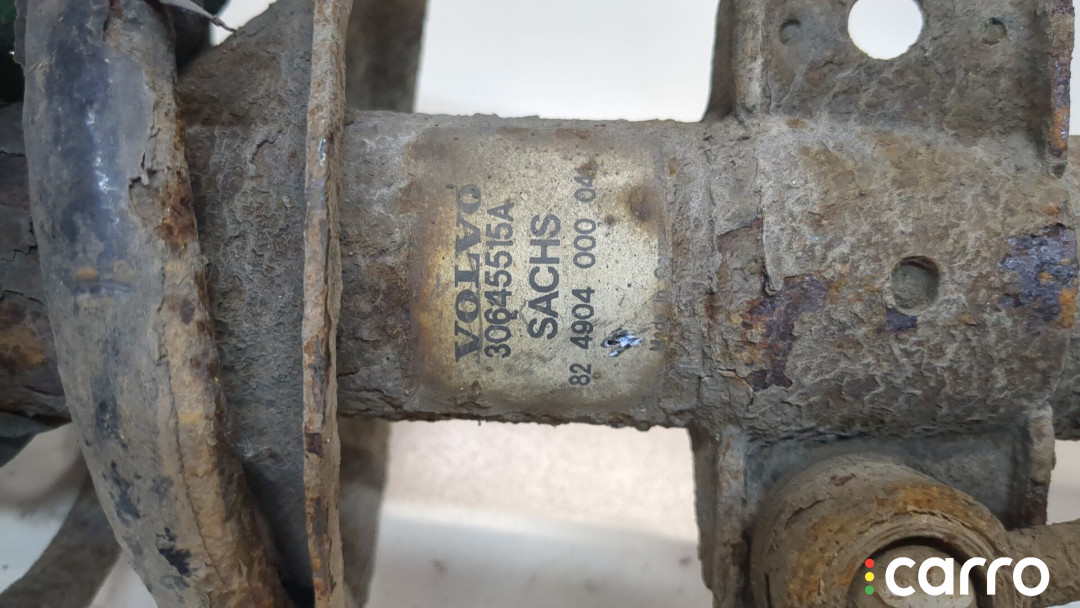 VOLVO
30645515A
SACHS
82 4904 000 04
carro